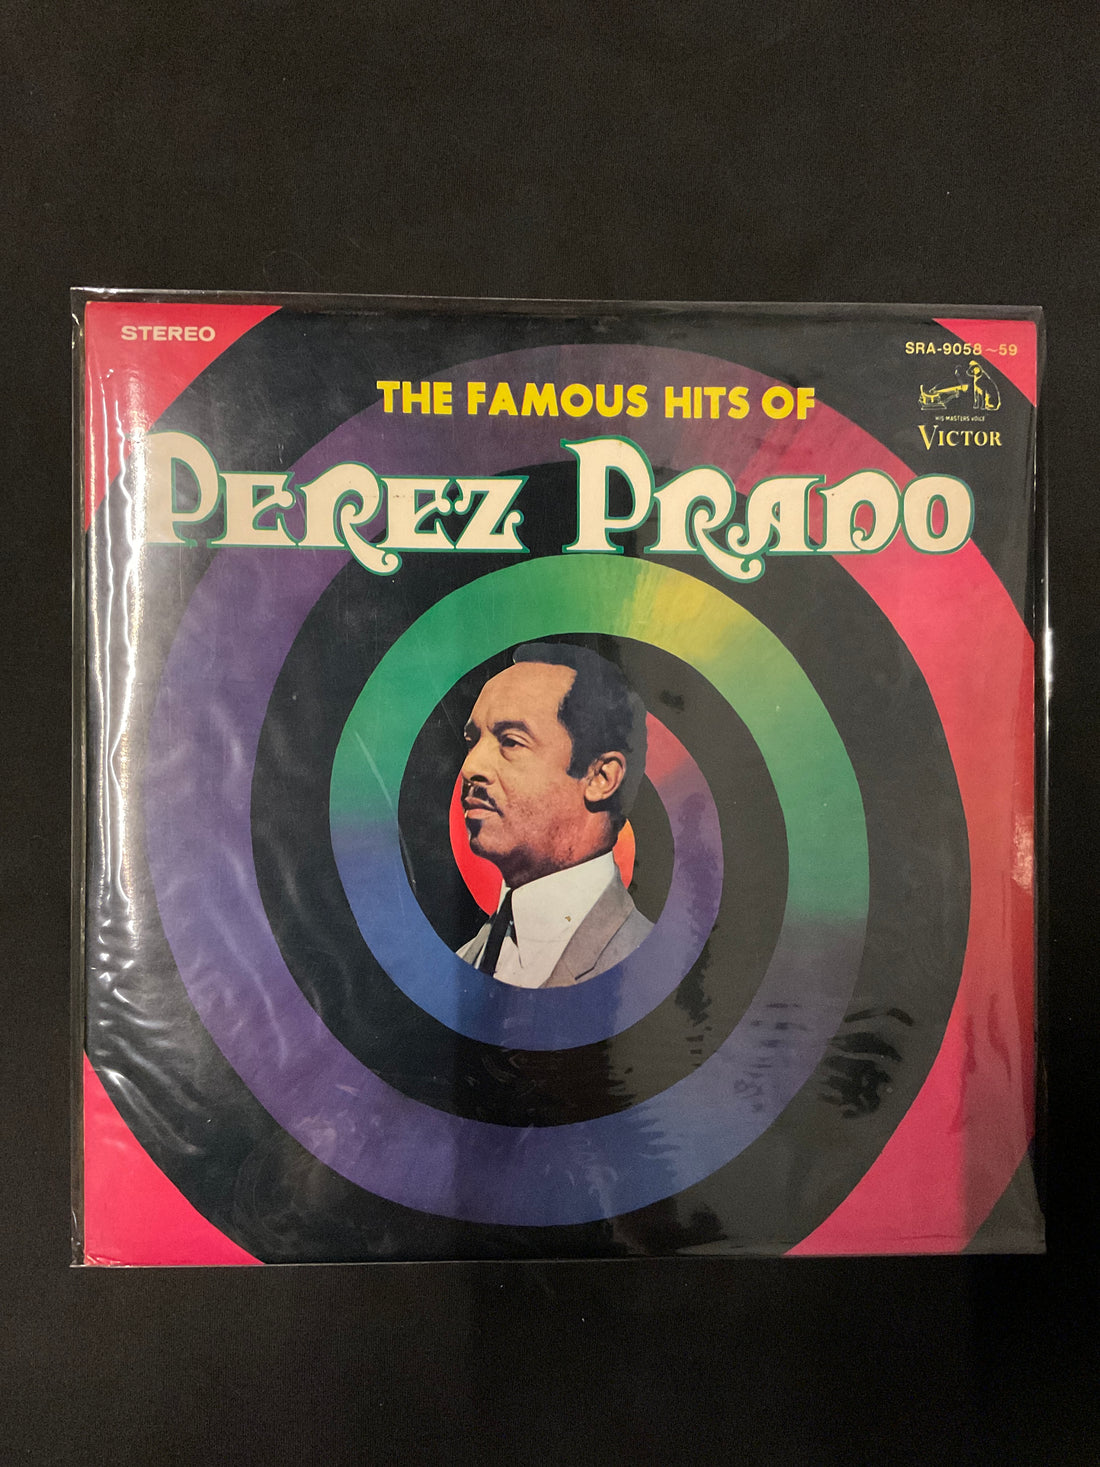 STEREO
SRA-9058~59
THE FAMOUS HITS OF
HIS MASTERS VOICE
VICTOR
PEREZ PRADO